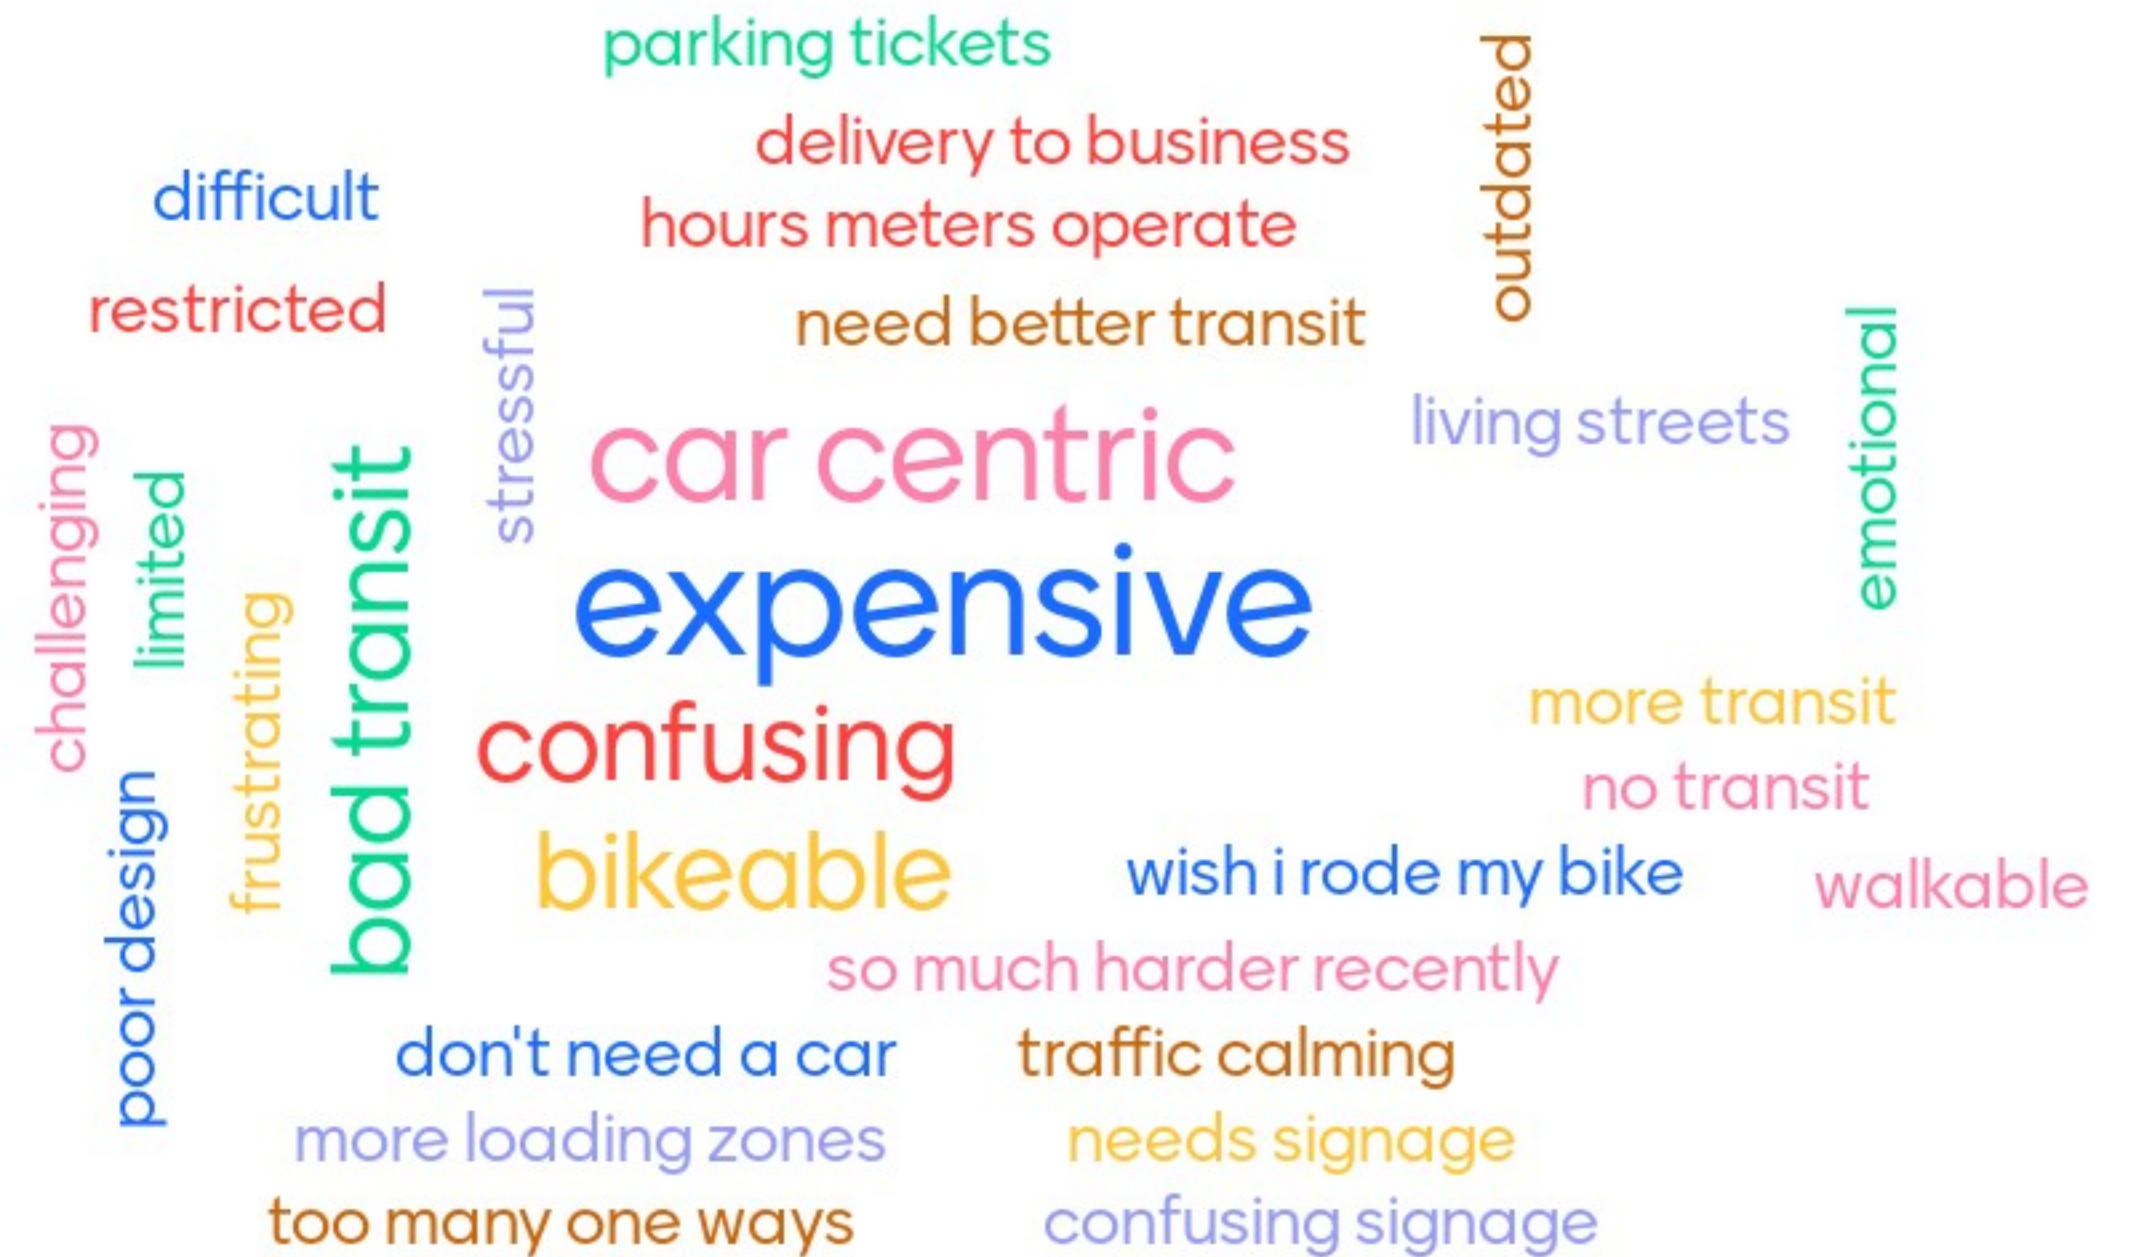 parking tickets
outdated
delivery to business
difficult
hours meters operate
restricted
stressful
need better transit
emotional
living streets
car centric
challenging
limited
bad transit
expensive
frustrating
more transit
confusing
no transit
poor design
bikeable
wish i rode my bike
walkable
so much harder recently
don't need a car
traffic calming
more loading zones
needs signage
too many one ways
confusing signage